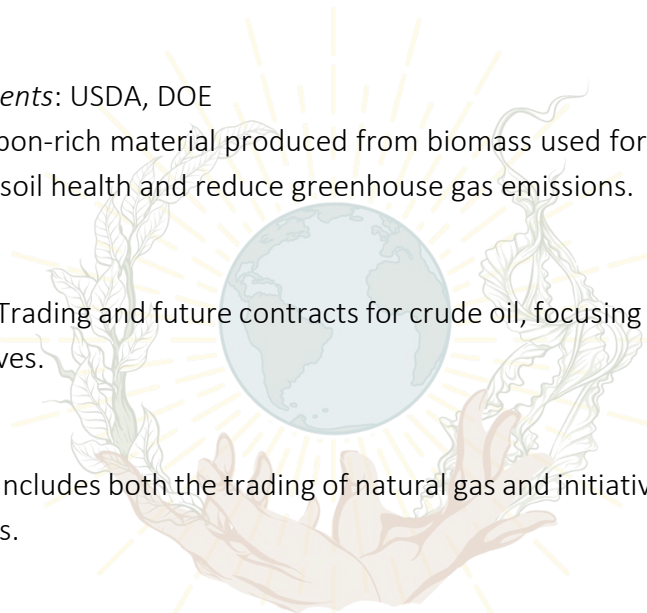 ents: USDA, DOE
bon-rich material produced from biomass used for
soil health and reduce greenhouse gas emissions.
Trading and future contracts for crude oil, focusing
ves.
ncludes both the trading of natural gas and initiativ
s.